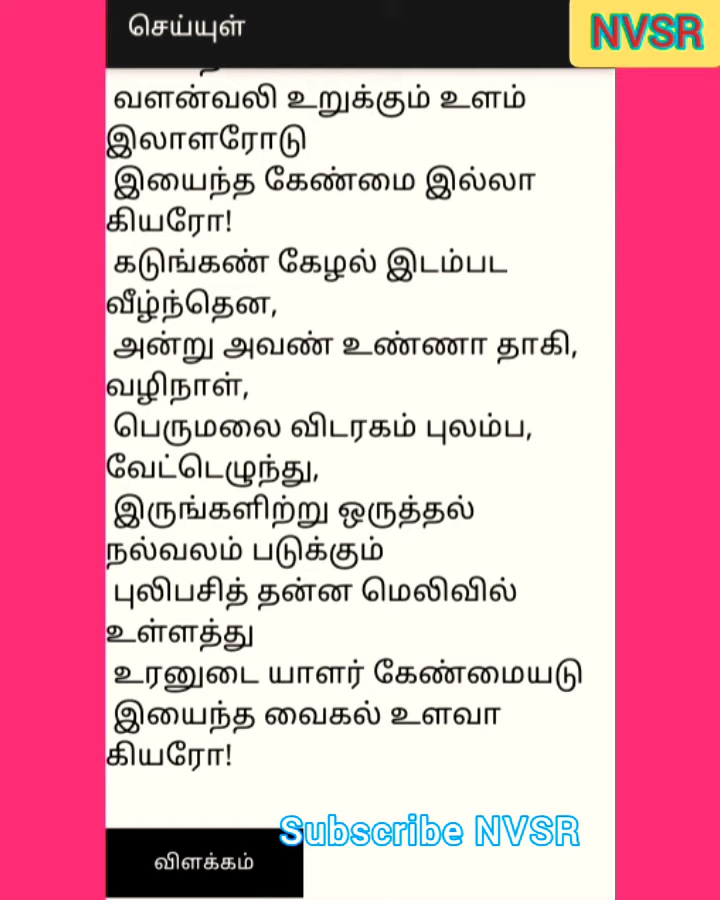 செய்யுள்
NVSR
வளன்வலி உறுக்கும் உளம்
இலாளரோடு
இயைந்த கேண்மை இல்லா
கியரோ!
கடுங்கண் கேழல் இடம்பட
வீழ்ந்தென,
அன்று அவண் உண்ணா தாகி,
வழிநாள்,
பெருமலை விடரகம் புலம்ப,
வேட்டெழுந்து,
இருங்களிற்று ஒருத்தல்
நல்வலம் படுக்கும்
புலிபசித் தன்ன மெலிவில்
உள்ளத்து
உரனுடை யாளர் கேண்மையடு
இயைந்த வைகல் உளவா
கியரோ!
Subscribe NVSR
விளக்கம்